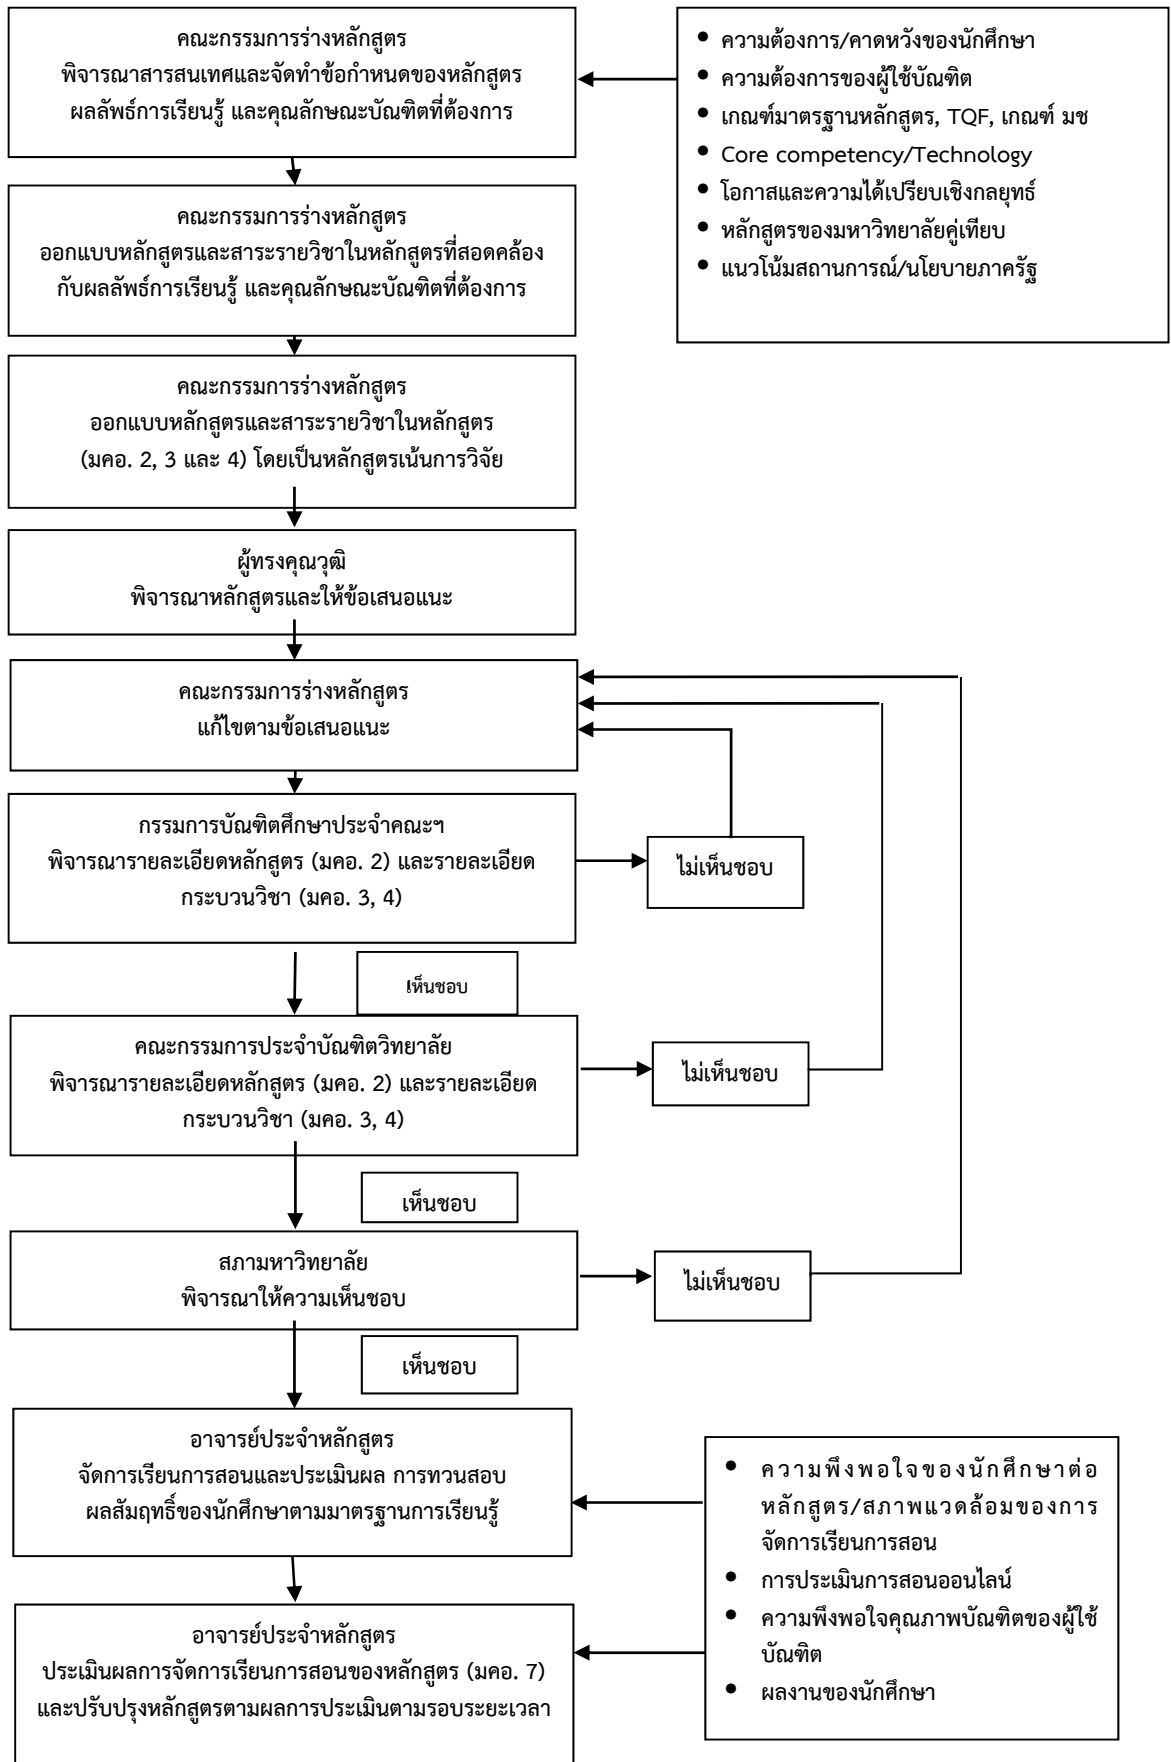 คณะกรรมการร่างหลักสูตร
พิจารณาสารสนเทศและจัดทำข้อกำหนดของหลักสูตร
ผลลัพธ์การเรียนรู้ และคุณลักษณะบัณฑิตที่ต้องการ
• ความต้องการ/คาดหวังของนักศึกษา
• ความต้องการของผู้ใช้บัณฑิต
• เกณฑ์มาตรฐานหลักสูตร, TQF, เกณฑ์ มช
• Core competency/Technology
• โอกาสและความได้เปรียบเชิงกลยุทธ์
• หลักสูตรของมหาวิทยาลัยคู่เทียบ
• แนวโน้มสถานการณ์/นโยบายภาครัฐ
คณะกรรมการร่างหลักสูตร
ออกแบบหลักสูตรและสาระรายวิชาในหลักสูตรที่สอดคล้อง
กับผลลัพธ์การเรียนรู้ และคุณลักษณะบัณฑิตที่ต้องการ
คณะกรรมการร่างหลักสูตร
ออกแบบหลักสูตรและสาระรายวิชาในหลักสูตร
(มคอ. 2, 3 และ 4) โดยเป็นหลักสูตรเน้นการวิจัย
ผู้ทรงคุณวุฒิ
พิจารณาหลักสูตรและให้ข้อเสนอแนะ
คณะกรรมการร่างหลักสูตร
แก้ไขตามข้อเสนอแนะ
กรรมการบัณฑิตศึกษาประจำคณะฯ
พิจารณารายละเอียดหลักสูตร (มคอ. 2) และรายละเอียด
กระบวนวิชา (มคอ. 3, 4)
ไม่เห็นชอบ
เห็นชอบ
คณะกรรมการประจำบัณฑิตวิทยาลัย
พิจารณารายละเอียดหลักสูตร (มคอ. 2) และรายละเอียด
กระบวนวิชา (มคอ. 3, 4)
ไม่เห็นชอบ
เห็นชอบ
สภามหาวิทยาลัย
พิจารณาให้ความเห็นชอบ
ไม่เห็นชอบ
เห็นชอบ
อาจารย์ประจำหลักสูตร
จัดการเรียนการสอนและประเมินผล การทวนสอบ
ผลสัมฤทธิ์ของนักศึกษาตามมาตรฐานการเรียนรู้
• ความพึงพอใจของนักศึกษาต่อ
หลักสูตร/สภาพแวดล้อมของการ
จัดการเรียนการสอน
• การประเมินการสอนออนไลน์
• ความพึงพอใจคุณภาพบัณฑิตของผู้ใช้
บัณฑิต
• ผลงานของนักศึกษา
อาจารย์ประจำหลักสูตร
ประเมินผลการจัดการเรียนการสอนของหลักสูตร (มคอ. 7)
และปรับปรุงหลักสูตรตามผลการประเมินตามรอบระยะเวลา